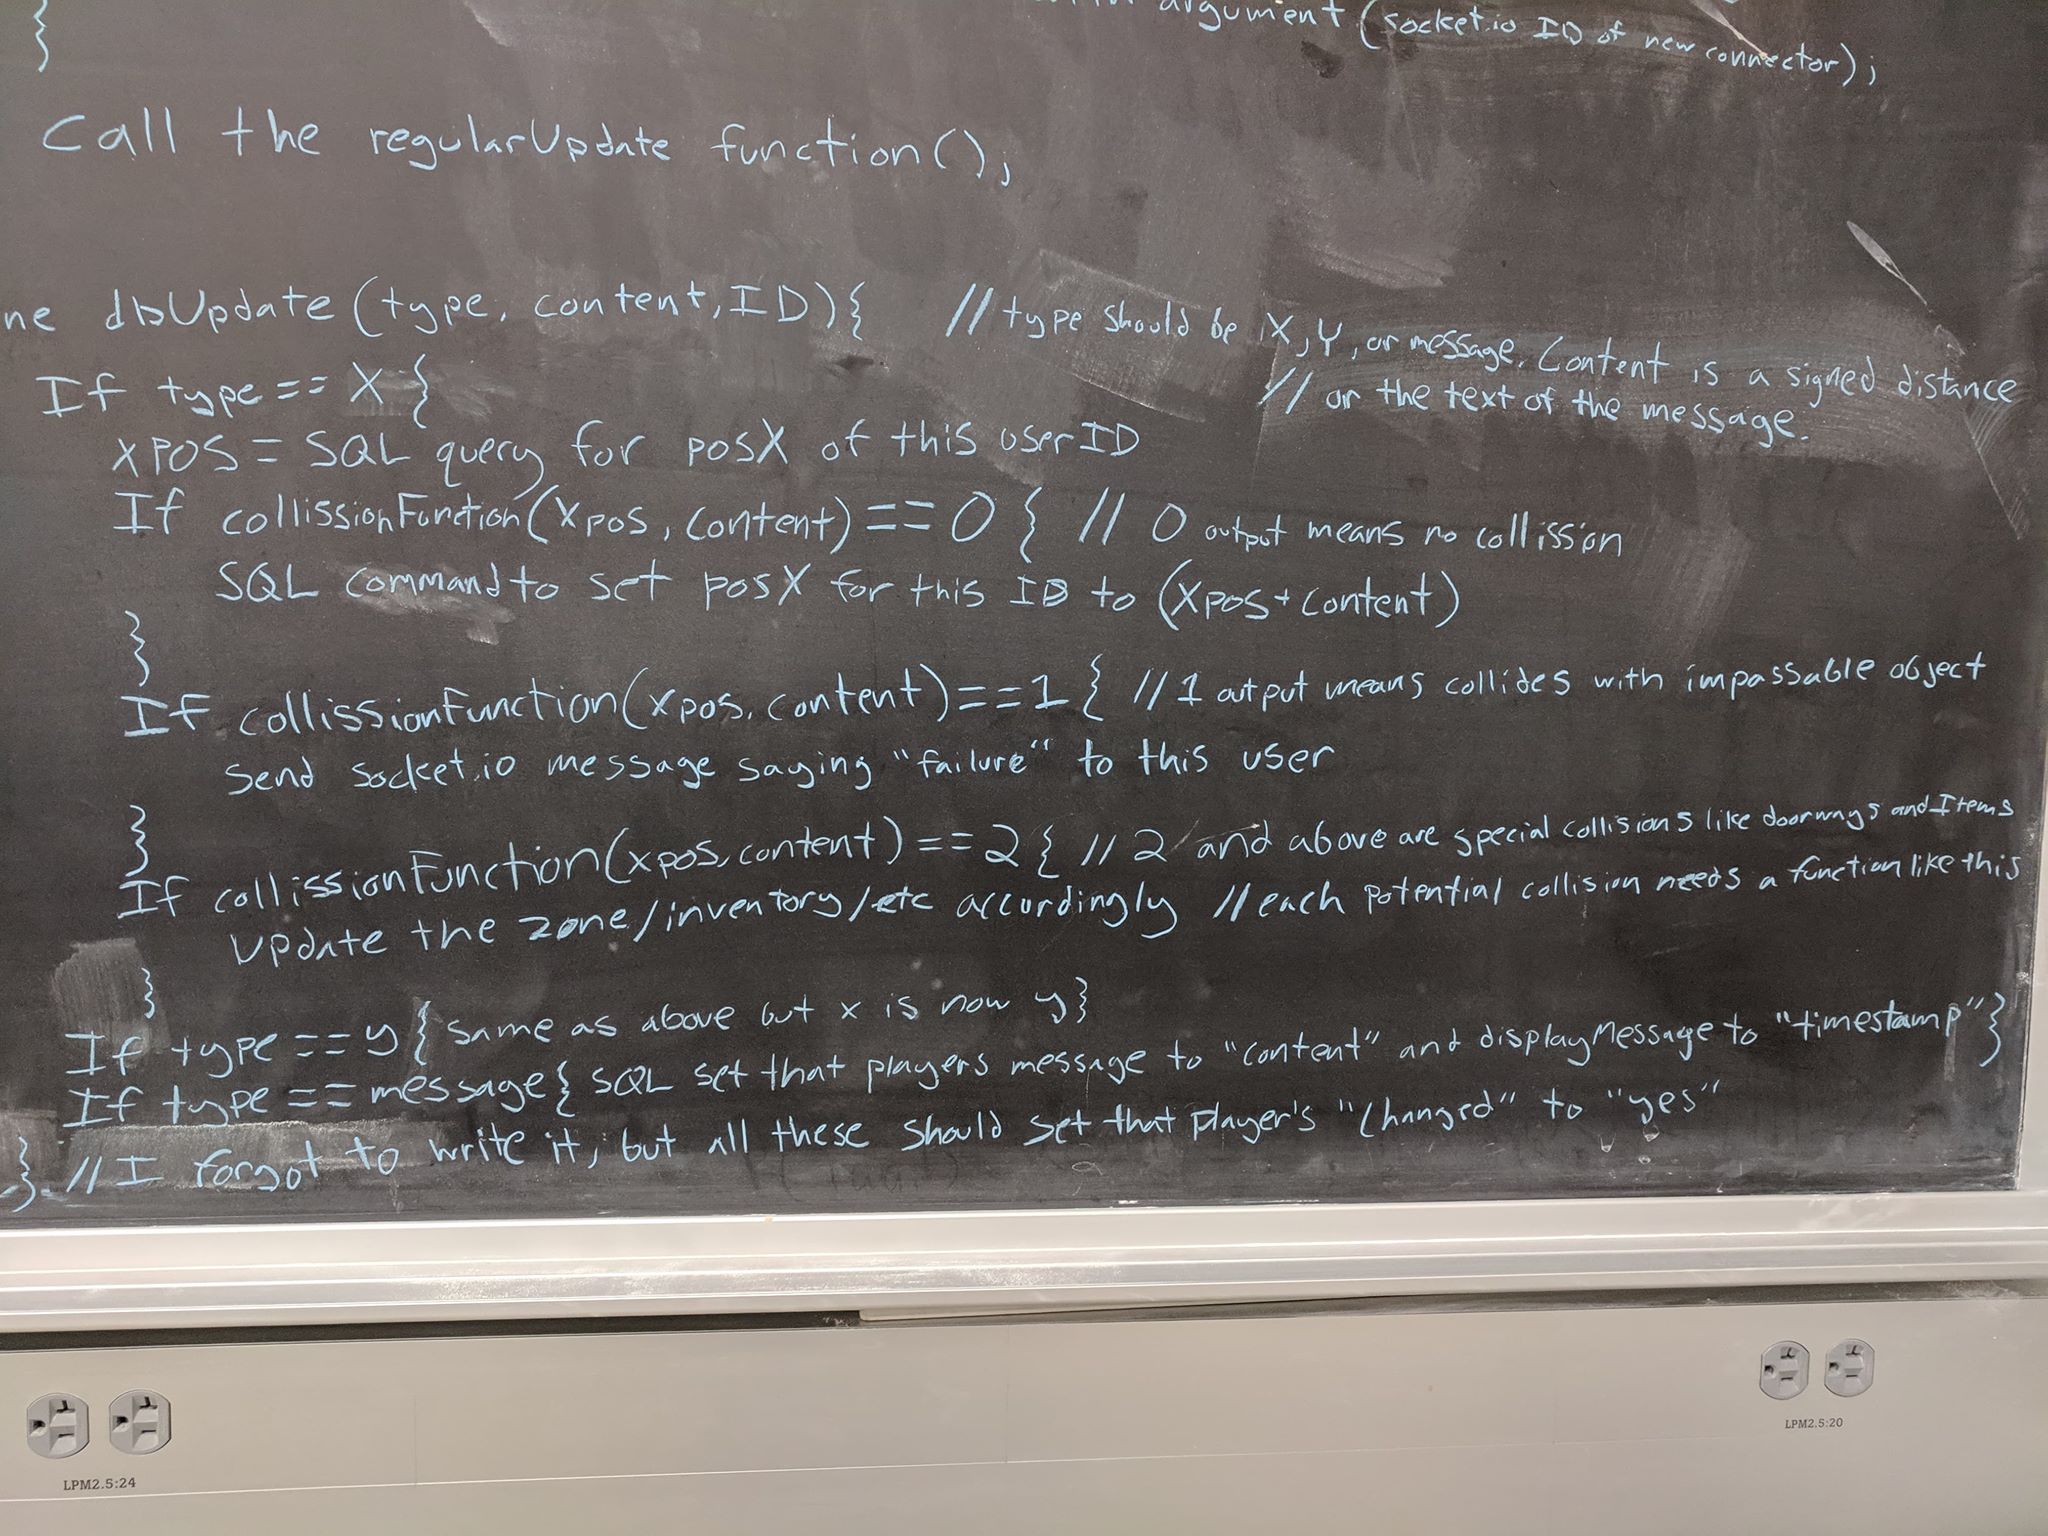 argument (socket.io ID of new connector);
}
Call the regularUpdate function();
ne dbUpdate (type, content, ID) { // type should be X, Y, or message. Content is a signed distance
// or the text of the message.
If type == X {
xpos = SQL query for posX of this userID
If collissionFunction(xpos, content) == 0 { // 0 output means no collission
SQL command to set posX for this ID to (xpos + content)
}
If collissionFunction(xpos, content) == 1 { // 1 output means collides with impassable object
Send socket.io message saying "failure" to this user
}
If collissionFunction(xpos, content) == 2 { // 2 and above are special collisions like doorways and Items
Update the zone/inventory/etc accordingly // each potential collision needs a function like this
}
If type == y { same as above but x is now y}
If type == message { SQL set that players message to "content" and displayMessage to "timestamp"}
} // I forgot to write it, but all these should set that player's "changed" to "yes"
LPM2.5:24
LPM2.5:20